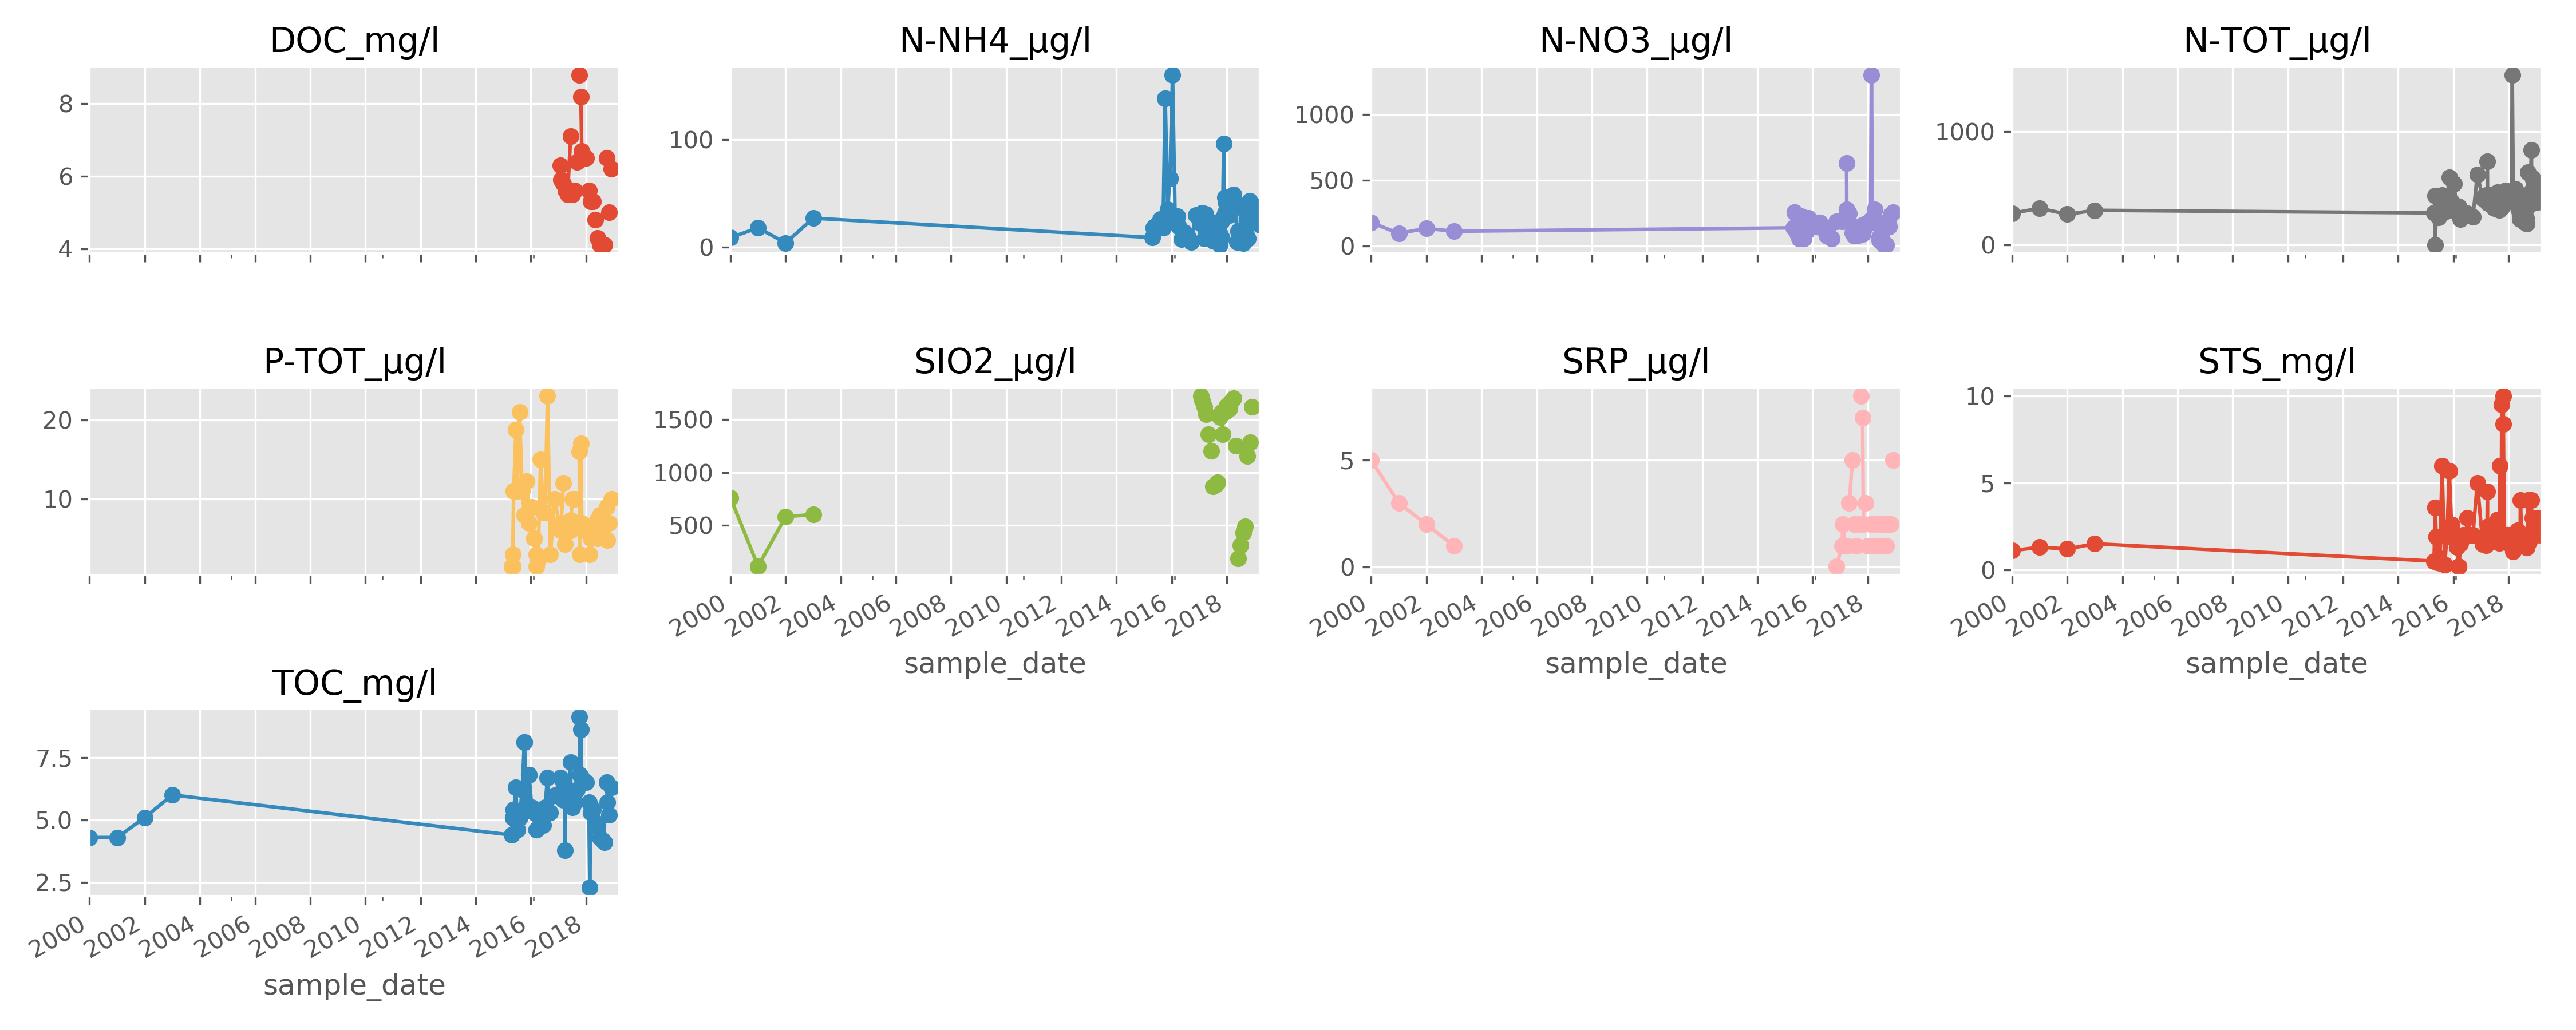 DOC_mg/l N-NH4_µg/l N-NO3_µg/l N-TOT_µg/l
8
6
4
100
0
1000
500
0
1000
0
P-TOT_µg/l SIO2_µg/l SRP_µg/l STS_mg/l
20
10
1500
1000
500
5
0
10
5
0
2000 2002 2004 2006 2008 2010 2012 2014 2016 2018
2000 2002 2004 2006 2008 2010 2012 2014 2016 2018
2000 2002 2004 2006 2008 2010 2012 2014 2016 2018
sample_date sample_date sample_date
TOC_mg/l
7.5
5.0
2.5
2000 2002 2004 2006 2008 2010 2012 2014 2016 2018
sample_date